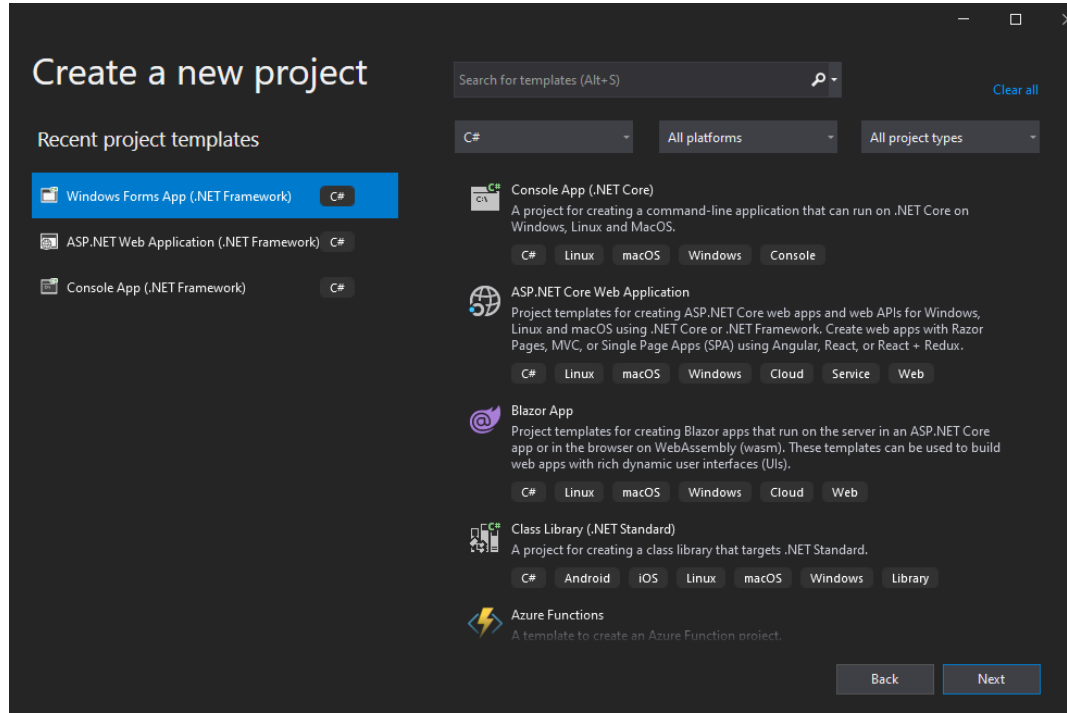 Create a new project
Search for templates (Alt+S)
Clear all
Recent project templates
C#
All platforms
All project types
Windows Forms App (.NET Framework) C#
ASP.NET Web Application (.NET Framework) C#
Console App (.NET Framework) C#
C#
C:\
Console App (.NET Core)
A project for creating a command-line application that can run on .NET Core on
Windows, Linux and MacOS.
C# Linux macOS Windows Console
ASP.NET Core Web Application
Project templates for creating ASP.NET Core web apps and web APIs for Windows,
Linux and macOS using .NET Core or .NET Framework. Create web apps with Razor
Pages, MVC, or Single Page Apps (SPA) using Angular, React, or React + Redux.
C# Linux macOS Windows Cloud Service Web
Blazor App
Project templates for creating Blazor apps that run on the server in an ASP.NET Core
app or in the browser on WebAssembly (wasm). These templates can be used to build
web apps with rich dynamic user interfaces (UIs).
C# Linux macOS Windows Cloud Web
C#
Class Library (.NET Standard)
A project for creating a class library that targets .NET Standard.
C# Android iOS Linux macOS Windows Library
Azure Functions
A template to create an Azure Function project.
Back
Next